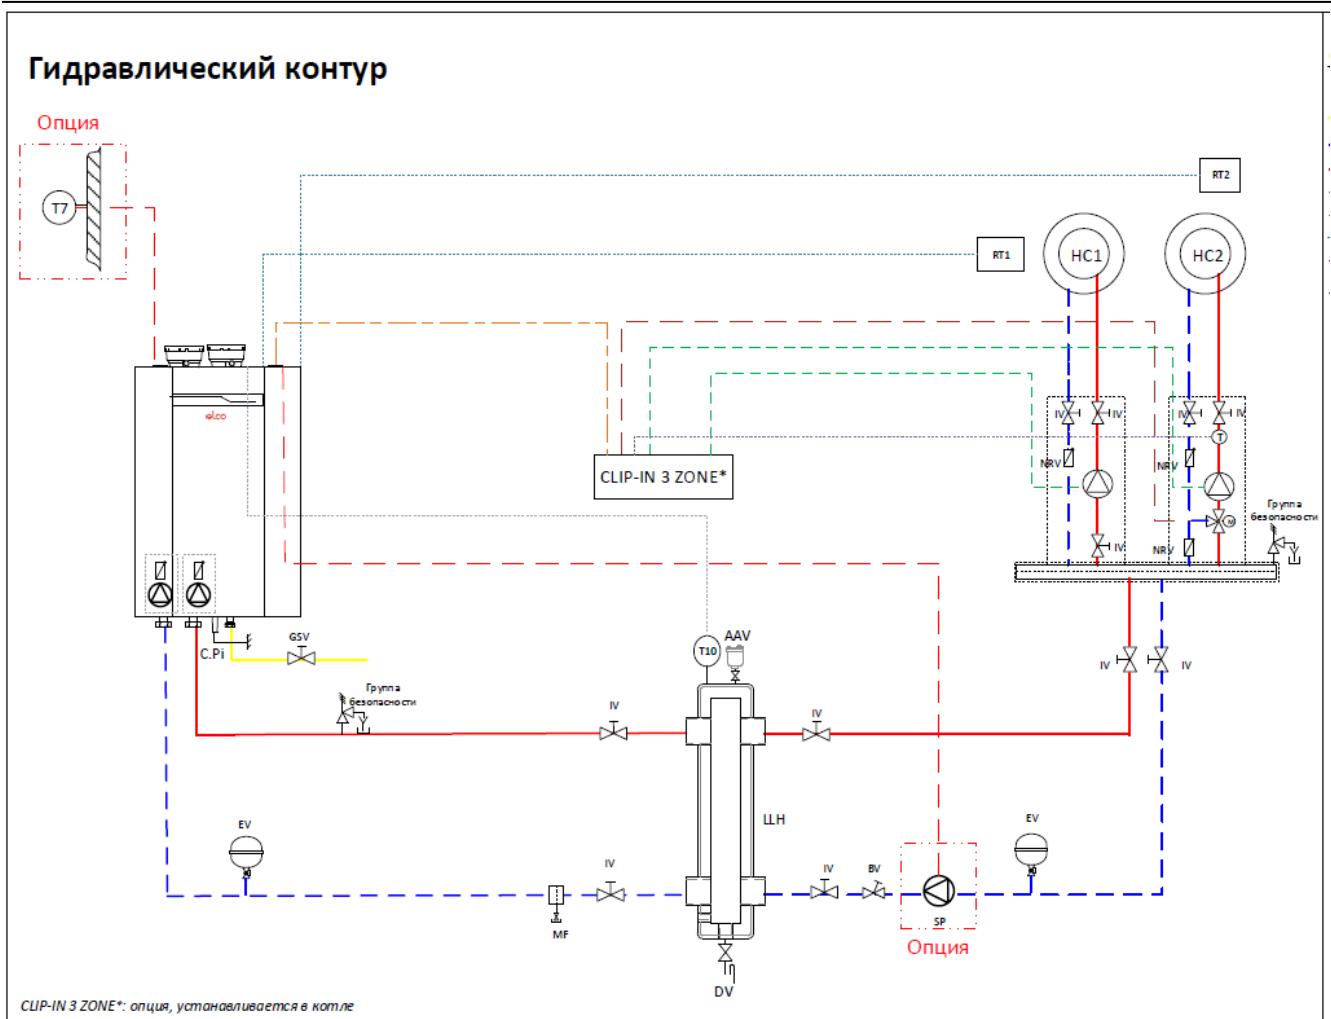 Гидравлический контур
Опция
T7
RT2
RT1
HC1
HC2
elco
IV
IV
IV
IV
T
NRV
NRV
CLIP-IN 3 ZONE*
Группа
безопасности
M
IV
NRV
GSV
C.Pi
T10
AAV
IV
IV
Группа
безопасности
IV
IV
LLH
EV
EV
IV
IV
BV
MF
SP
Опция
DV
CLIP-IN 3 ZONE*: опция, устанавливается в котле